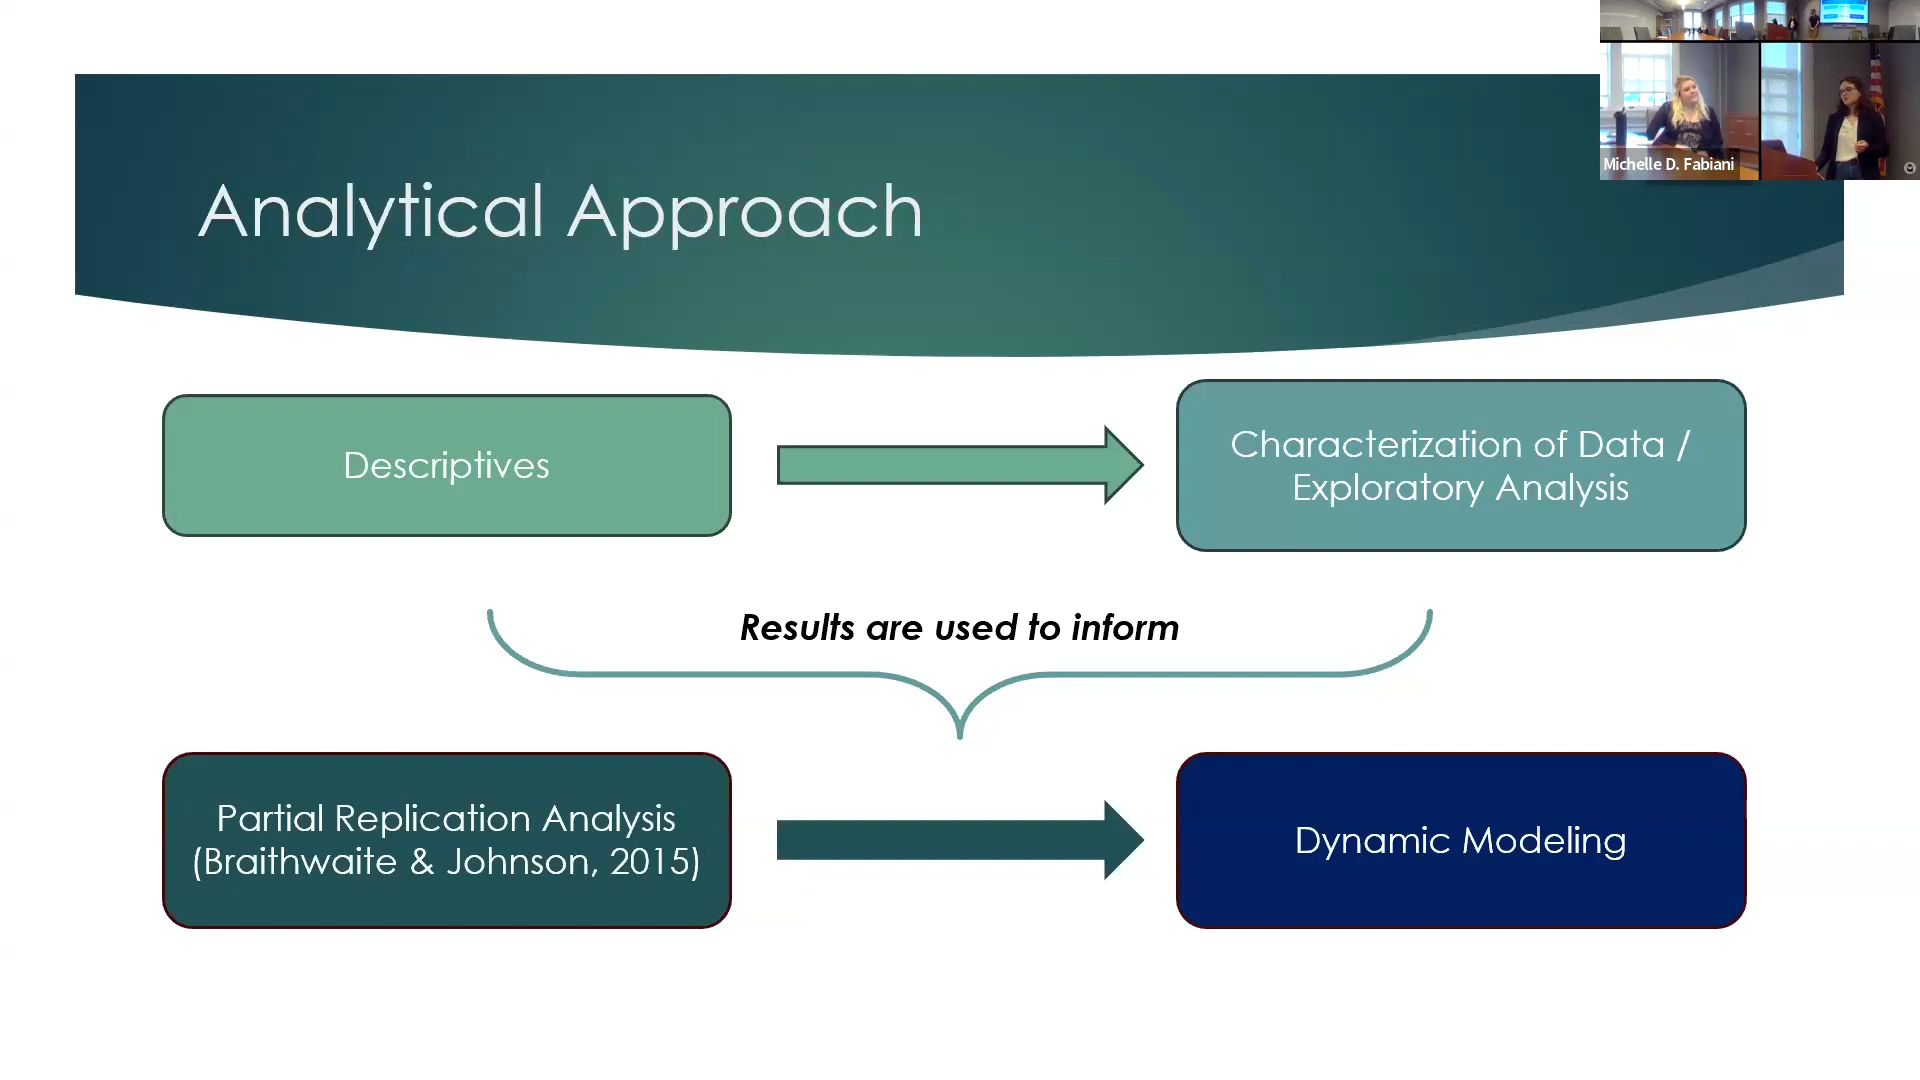 Michelle D. Fabiani
Analytical Approach
Descriptives
Characterization of Data /
Exploratory Analysis
Results are used to inform
Partial Replication Analysis
(Braithwaite & Johnson, 2015)
Dynamic Modeling